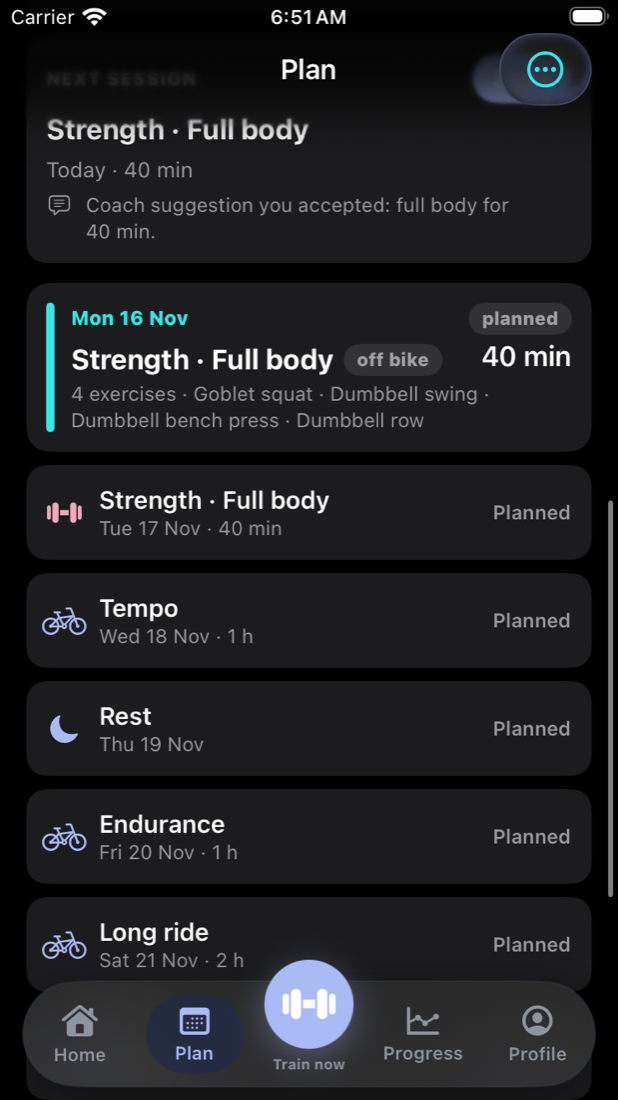 Carrier
6:51 AM
Plan
NEXT SESSION
Strength · Full body
Today · 40 min
Coach suggestion you accepted: full body for
40 min.
Mon 16 Nov
planned
Strength · Full body
off bike
40 min
4 exercises · Goblet squat · Dumbbell swing ·
Dumbbell bench press · Dumbbell row
Strength · Full body
Tue 17 Nov · 40 min
Planned
Tempo
Wed 18 Nov · 1 h
Planned
Rest
Thu 19 Nov
Planned
Endurance
Fri 20 Nov · 1 h
Planned
Long ride
Sat 21 Nov · 2 h
Planned
Home
Plan
Train now
Progress
Profile